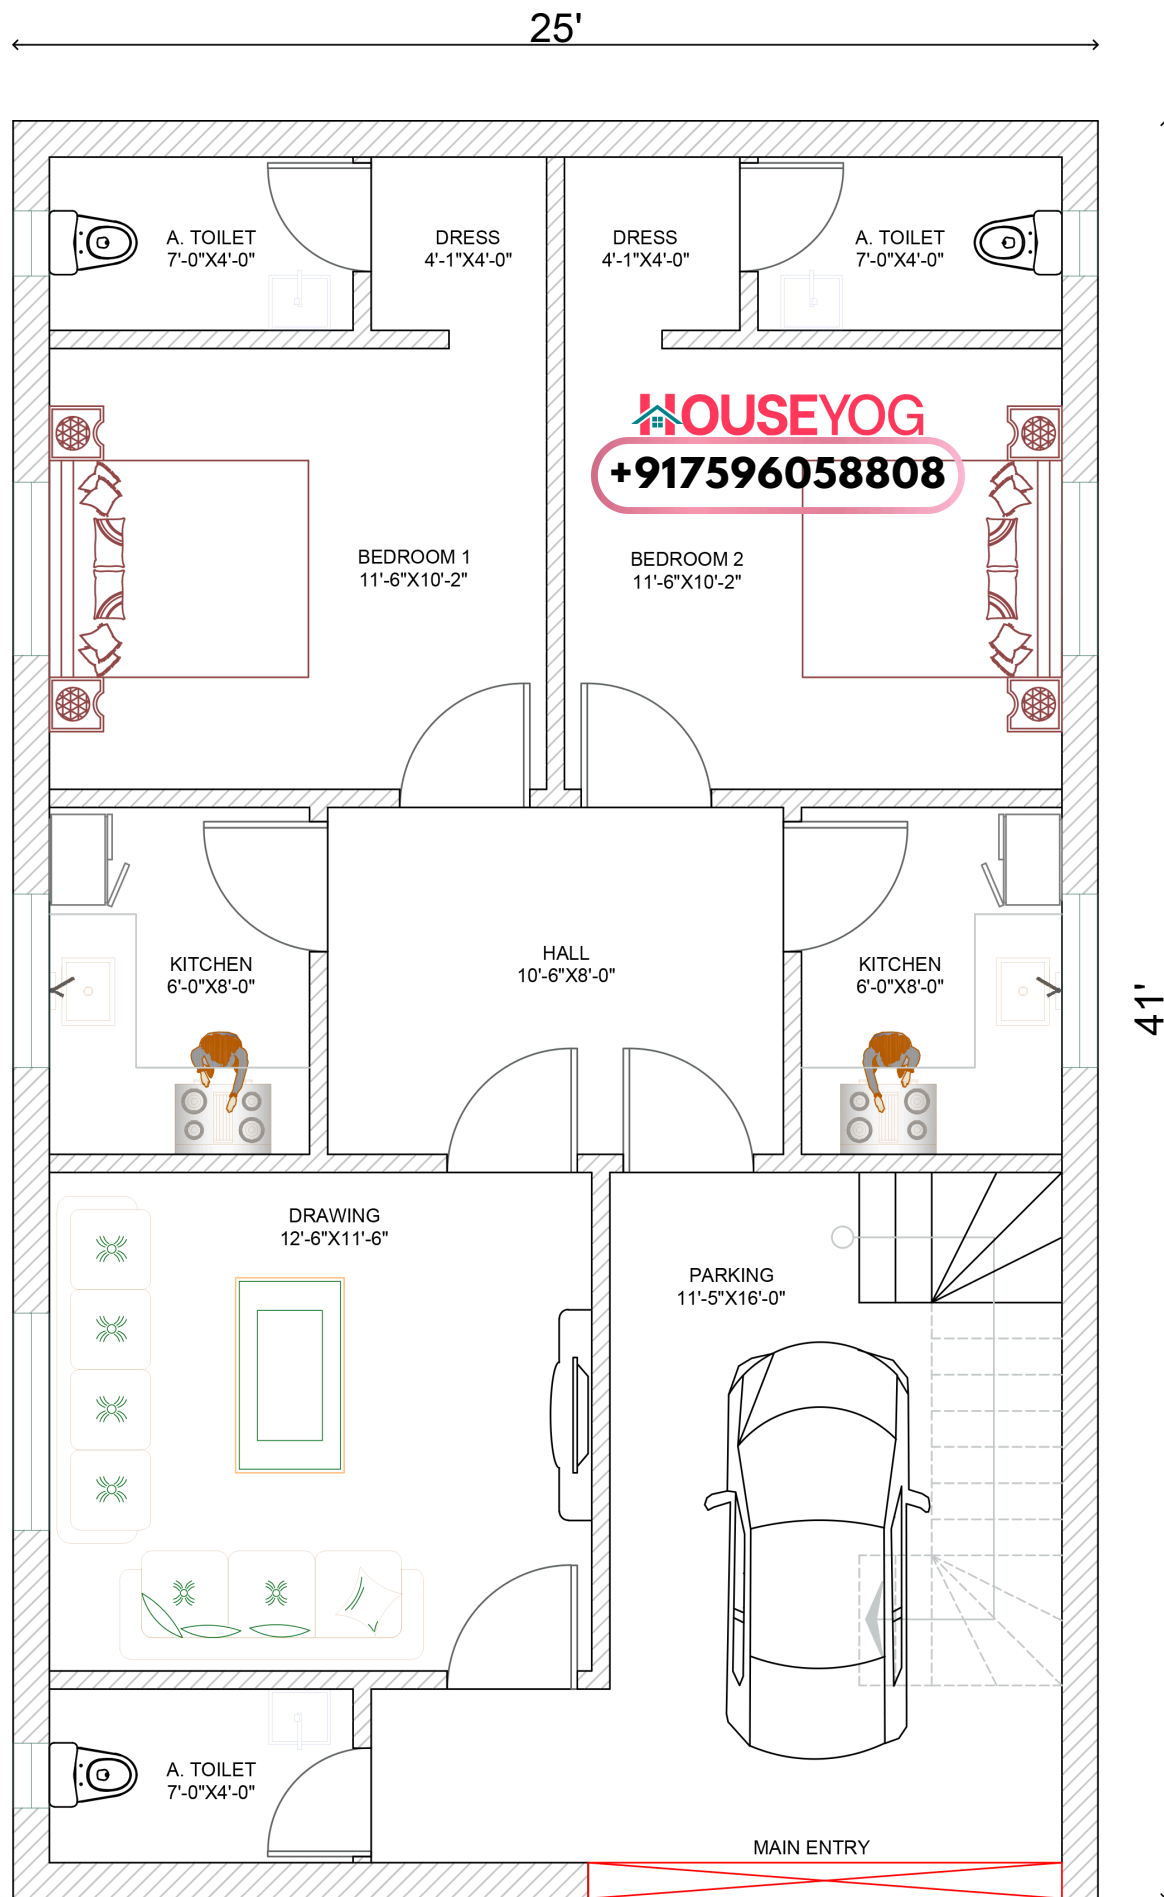 25'
A. TOILET
7'-0"X4'-0"
DRESS
4'-1"X4'-0"
DRESS
4'-1"X4'-0"
A. TOILET
7'-0"X4'-0"
HOUSEYOG
+917596058808
BEDROOM 1
11'-6"X10'-2"
BEDROOM 2
11'-6"X10'-2"
KITCHEN
6'-0"X8'-0"
HALL
10'-6"X8'-0"
KITCHEN
6'-0"X8'-0"
41'
DRAWING
12'-6"X11'-6"
PARKING
11'-5"X16'-0"
A. TOILET
7'-0"X4'-0"
MAIN ENTRY